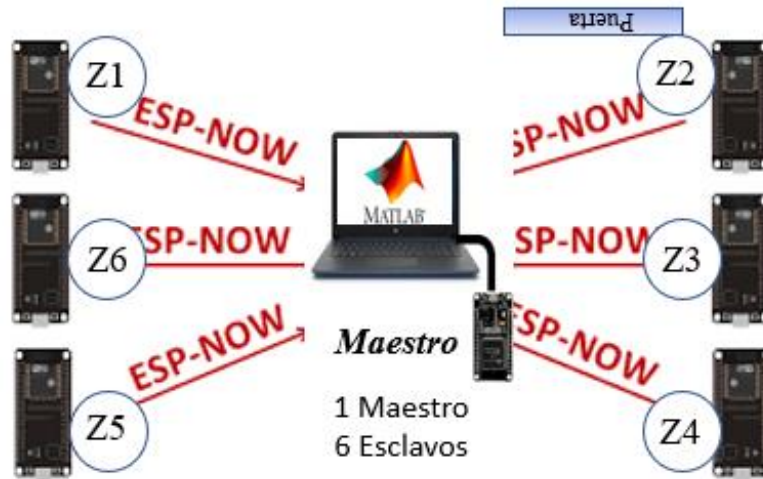 Puerta
Z1
Z2
ESP-NOW
SP-NOW
MATLAB
Z6
ESP-NOW
SP-NOW
Z3
ESP-NOW
Maestro
ESP-NOW
Z5
1 Maestro
6 Esclavos
Z4